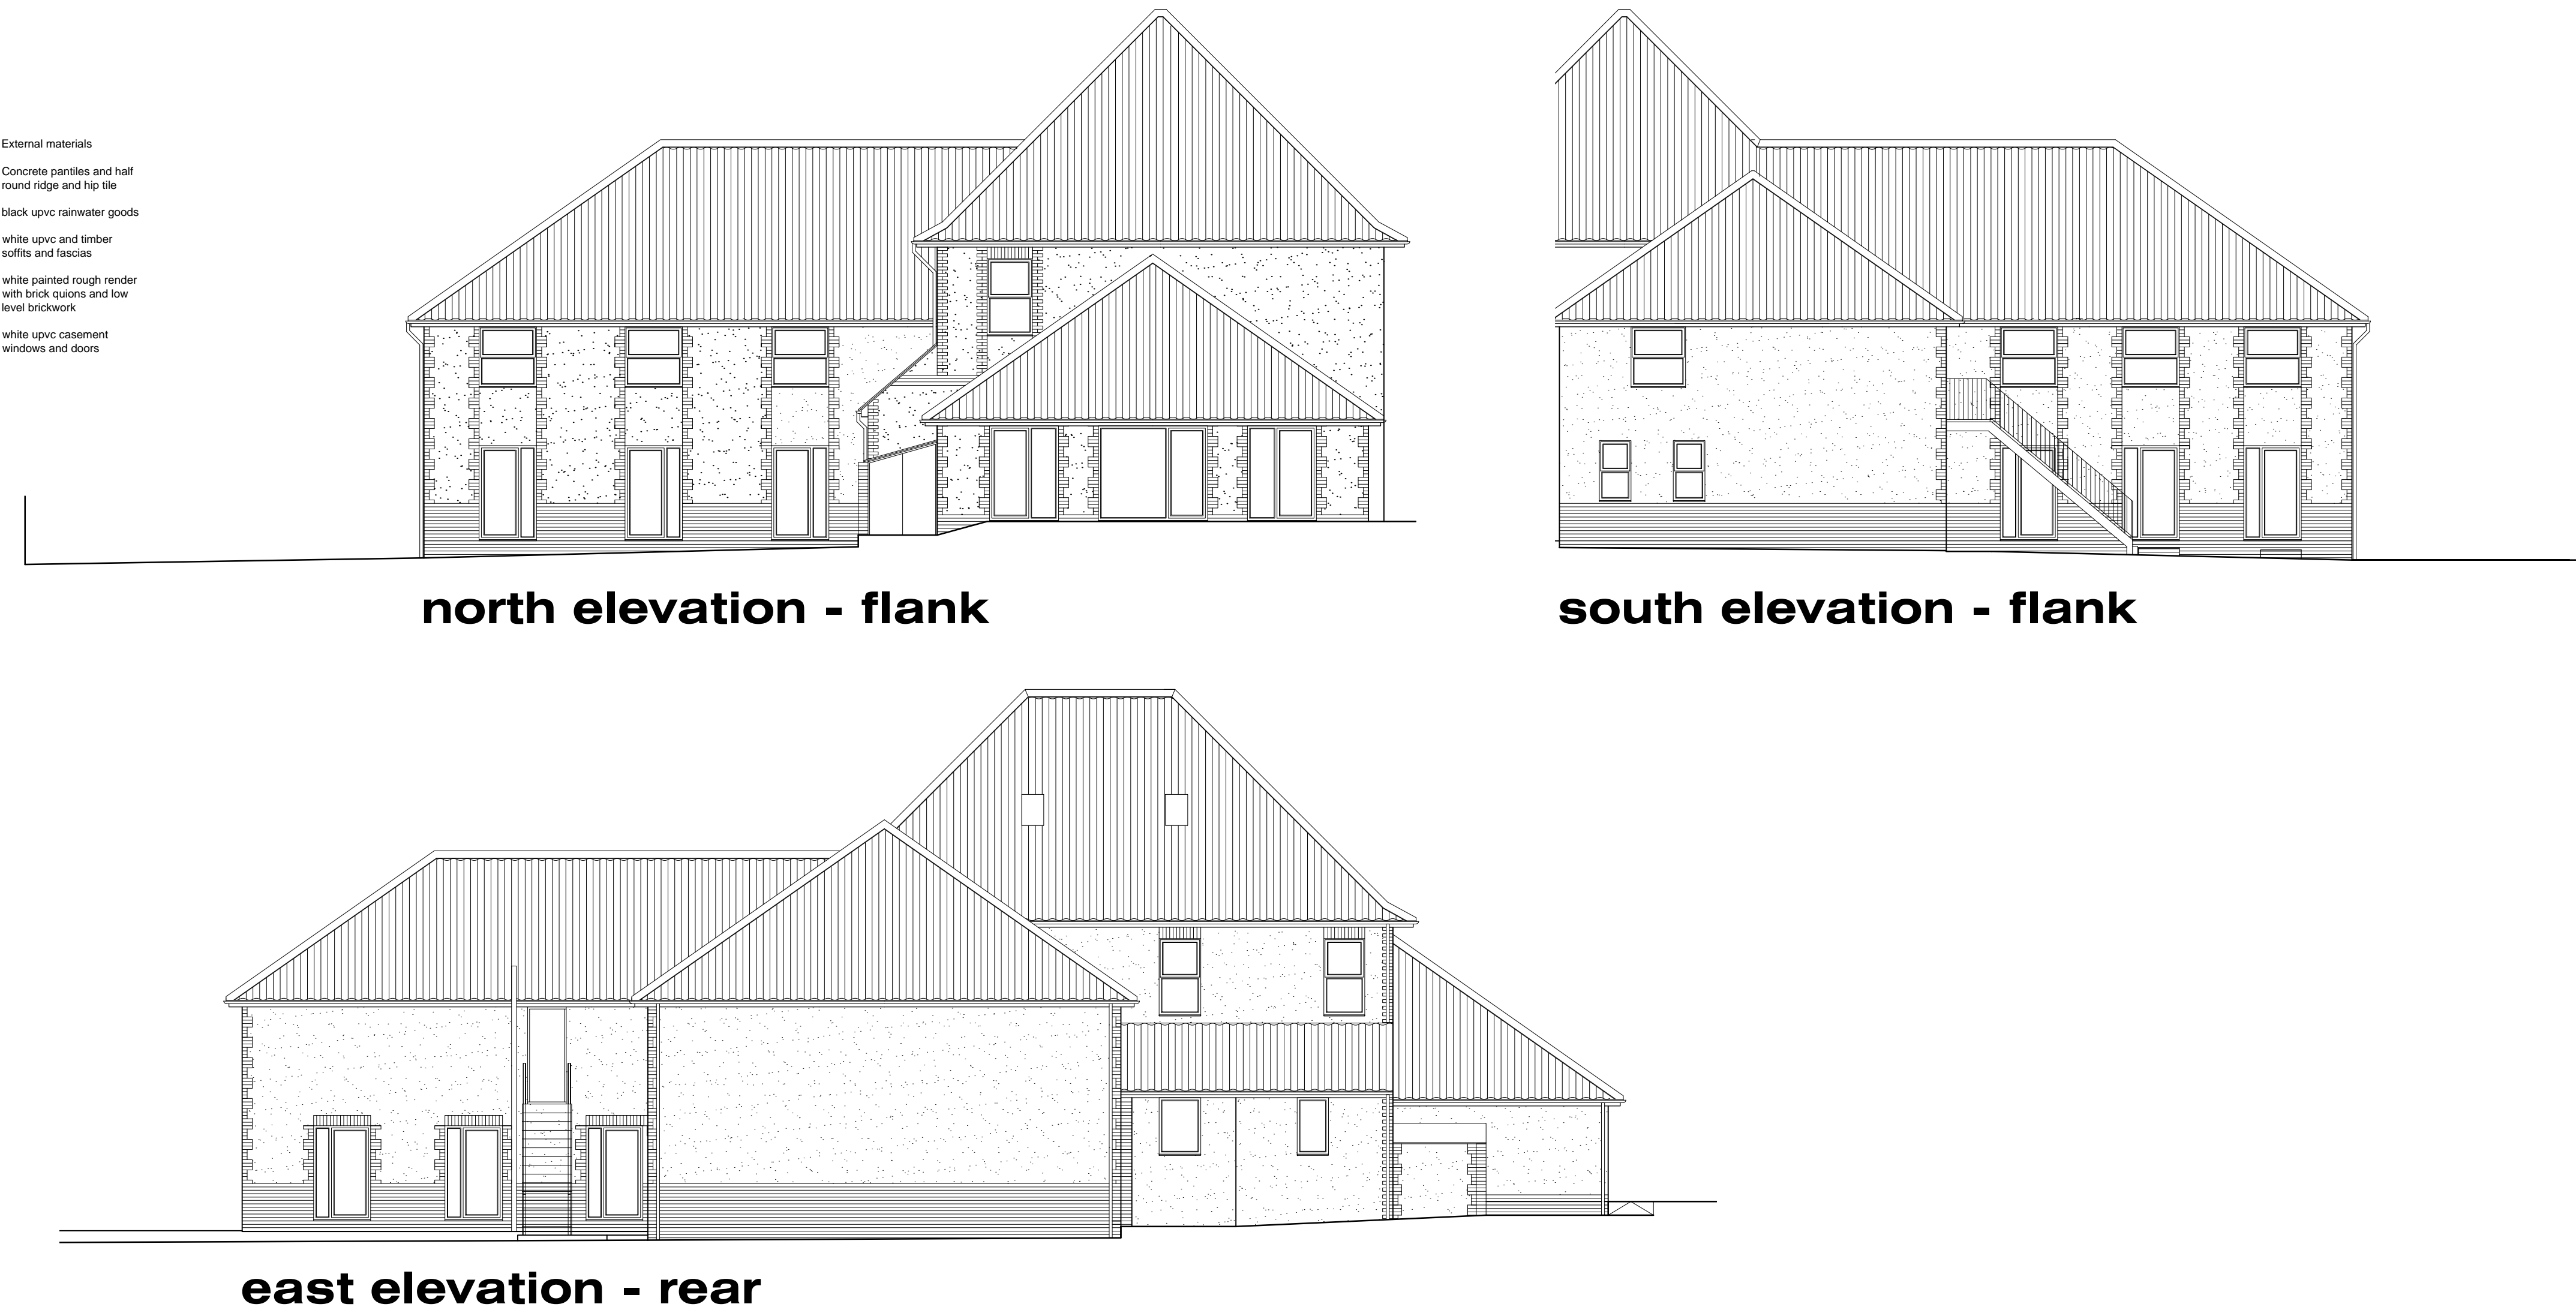 External materials
Concrete pantiles and half
round ridge and hip tile
black upvc rainwater goods
white upvc and timber
soffits and fascias
white painted rough render
with brick quions and low
level brickwork
white upvc casement
windows and doors
north elevation - flank
south elevation - flank
east elevation - rear